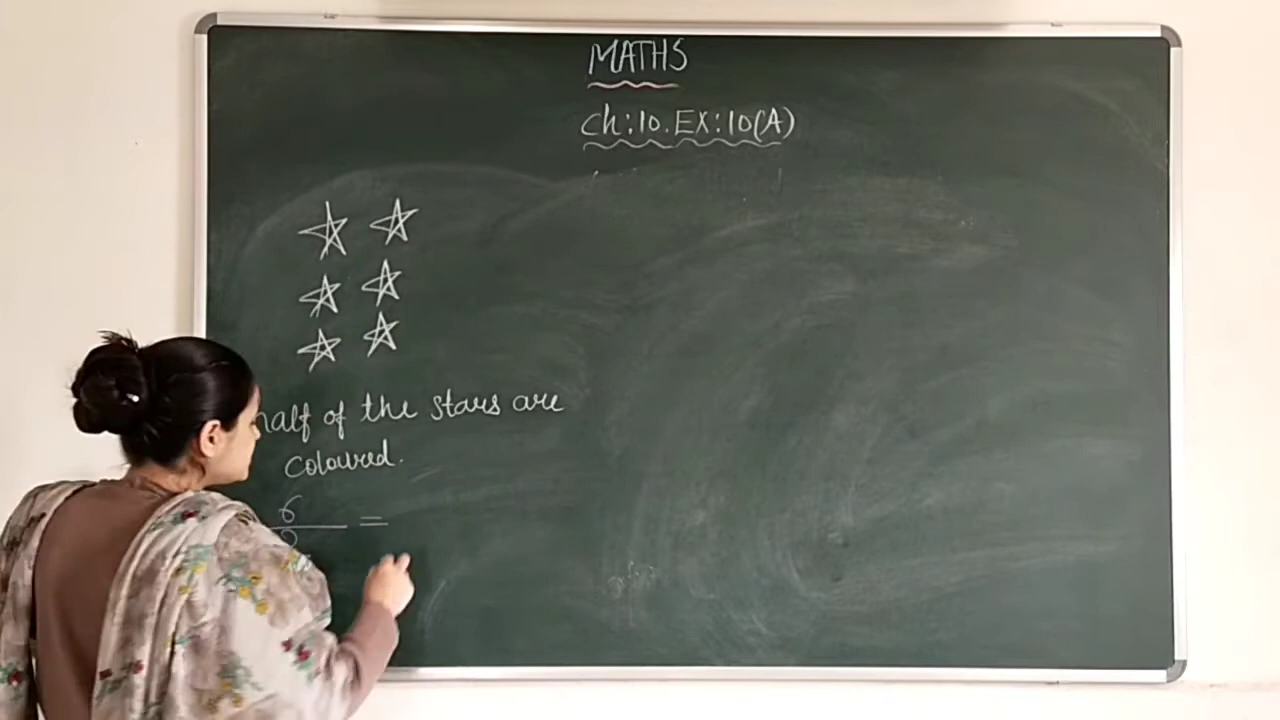 MATHS
Ch:10. EX:10(A)
half of the stars are
coloured.
6
=